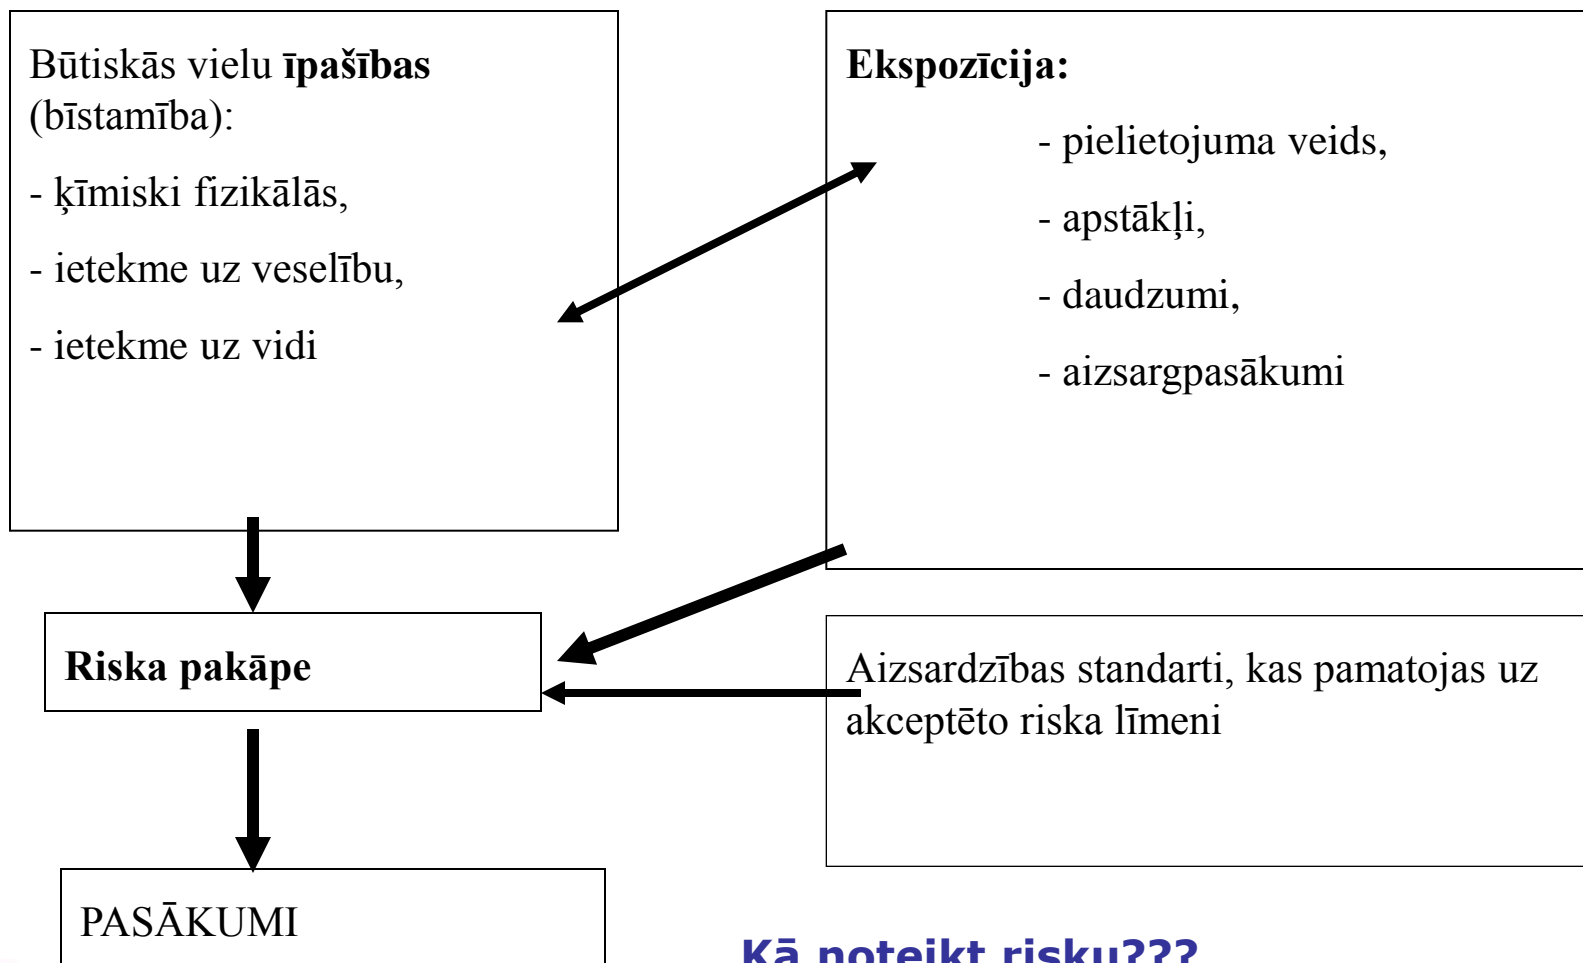 Būtiskās vielu īpašības
(bīstamība):
- ķīmiski fizikālās,
- ietekme uz veselību,
- ietekme uz vidi
Ekspozīcija:
- pielietojuma veids,
- apstākļi,
- daudzumi,
- aizsargpasākumi
Riska pakāpe
Aizsardzības standarti, kas pamatojas uz
akceptēto riska līmeni
PASĀKUMI
Kā noteikt risku???